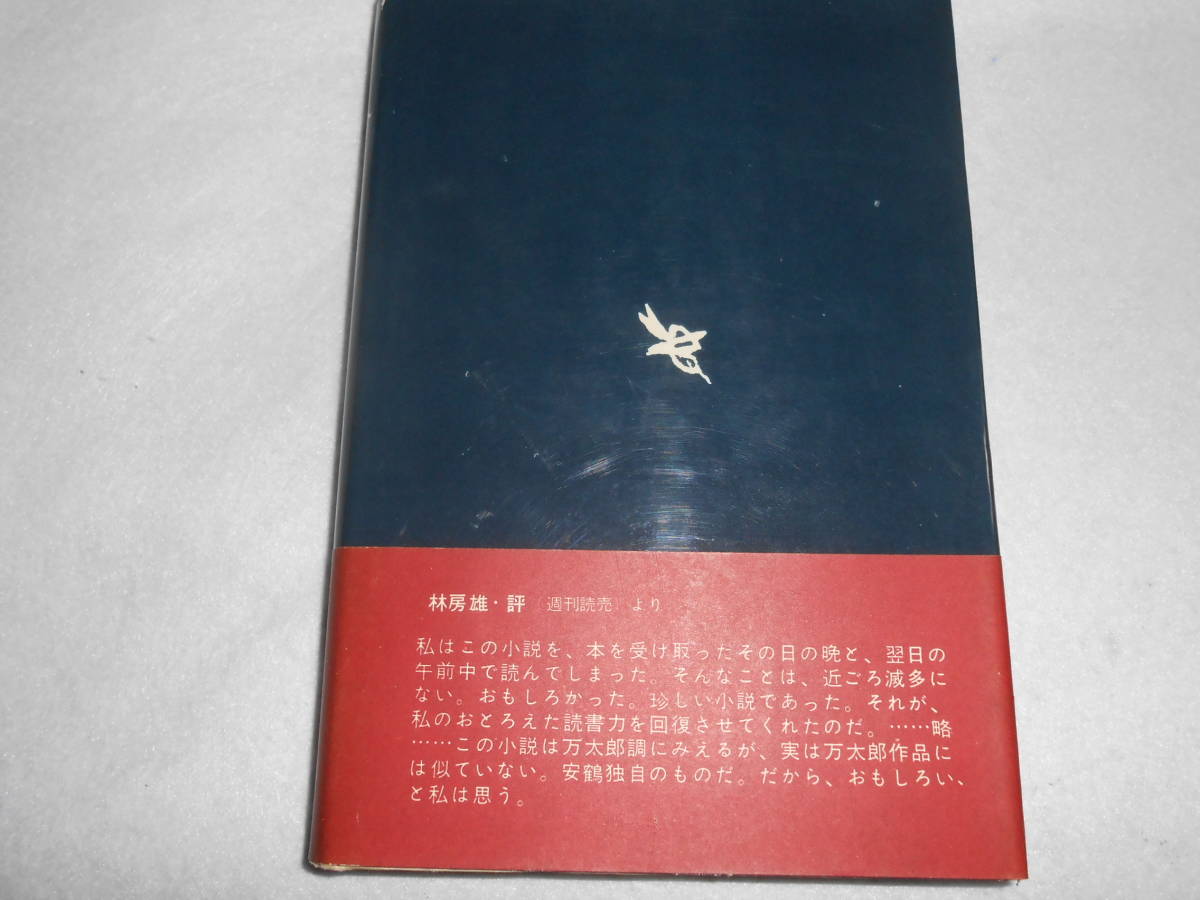 林房雄・評（週刊読売）より
私はこの小説を、本を受け取ったその日の晩と、翌日の
午前中で読んでしまった。そんなことは、近ごろ滅多に
ない。おもしろかった。珍しい小説であった。それが、
私のおとろえた読書力を回復させてくれたのだ。……略
……この小説は万太郎調にみえるが、実は万太郎作品に
は似ていない。安鶴独自のものだ。だから、おもしろい、
と私は思う。